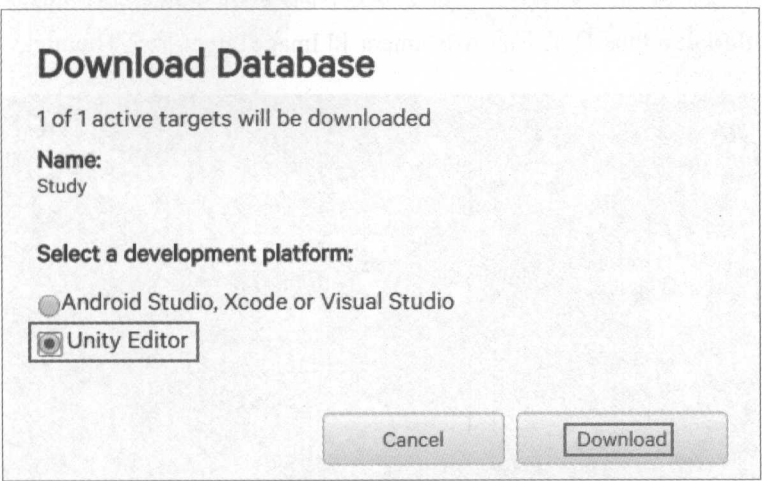 Download Database
1 of 1 active targets will be downloaded
Name:
Study
Select a development platform:
Android Studio, Xcode or Visual Studio
Unity Editor
Cancel
Download